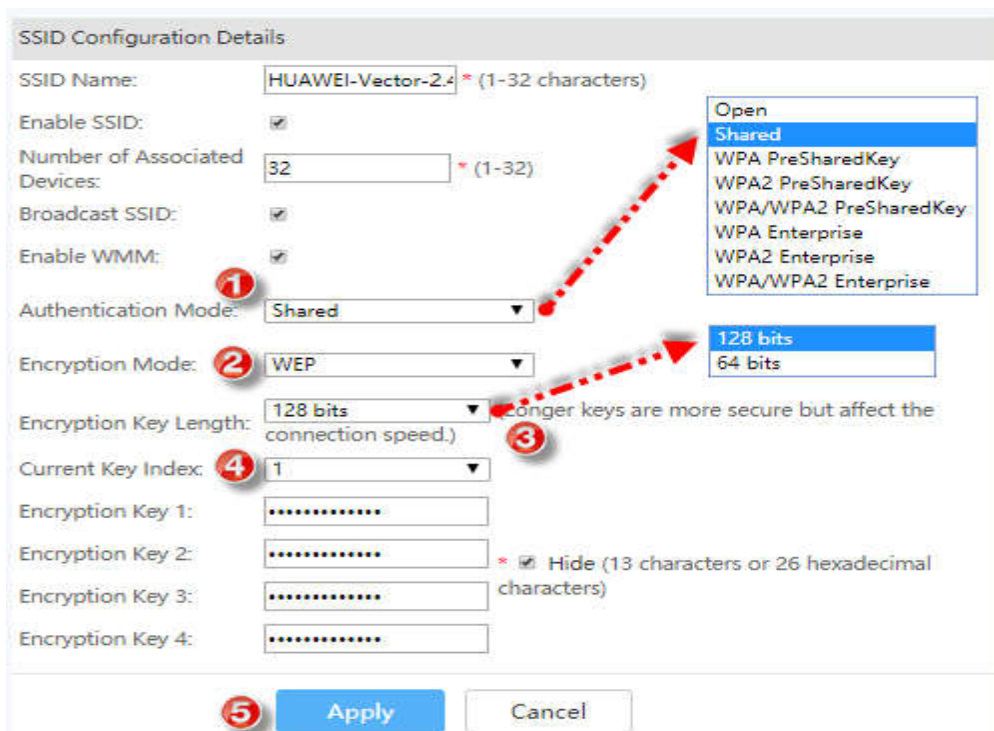 SSID Configuration Details
SSID Name: HUAWEI-Vector-2.4 * (1-32 characters)
Enable SSID:
Number of Associated
Devices: 32 * (1-32)
Broadcast SSID:
Enable WMM:
1
Authentication Mode: Shared
Open
Shared
WPA PreSharedKey
WPA2 PreSharedKey
WPA/WPA2 PreSharedKey
WPA Enterprise
WPA2 Enterprise
WPA/WPA2 Enterprise
Encryption Mode: 2 WEP
128 bits
64 bits
Encryption Key Length: 128 bits (Longer keys are more secure but affect the
connection speed.)
3
Current Key Index: 4 1
Encryption Key 1: •••••••••••••
Encryption Key 2: •••••••••••••
* Hide (13 characters or 26 hexadecimal
characters)
Encryption Key 3: •••••••••••••
Encryption Key 4: •••••••••••••
5 Apply Cancel